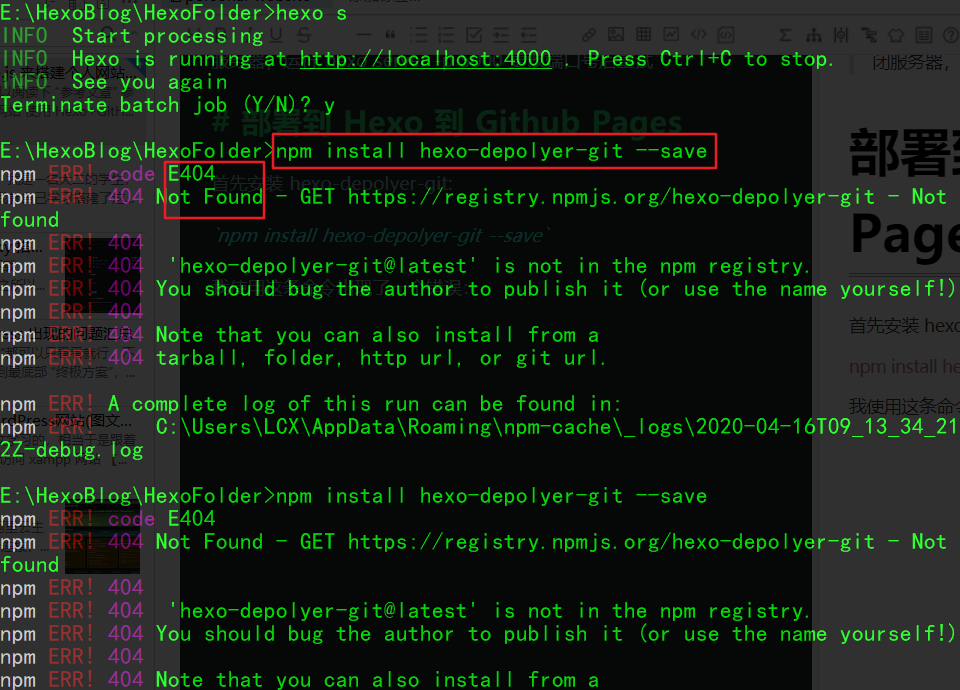 E:\HexoBlog\HexoFolder>hexo s
INFO  Start processing
INFO  Hexo is running at http://localhost:4000 . Press Ctrl+C to stop.
INFO  See you again
Terminate batch job (Y/N)? y
# 部署到 Hexo 到 Github Pages
E:\HexoBlog\HexoFolder>npm install hexo-depolyer-git --save
npm ERR! code E404
首先安装 hexo-depolyer-git:
npm ERR! 404 Not Found - GET https://registry.npmjs.org/hexo-depolyer-git - Not
found
`npm install hexo-depolyer-git --save`
npm ERR! 404
npm ERR! 404  'hexo-depolyer-git@latest' is not in the npm registry.
npm ERR! 404 You should bug the author to publish it (or use the name yourself!)
npm ERR! 404
npm ERR! 404 Note that you can also install from a
npm ERR! 404 tarball, folder, http url, or git url.
npm ERR! A complete log of this run can be found in:
npm ERR!     C:\Users\LCX\AppData\Roaming\npm-cache\_logs\2020-04-16T09_13_34_21
2Z-debug.log
E:\HexoBlog\HexoFolder>npm install hexo-depolyer-git --save
npm ERR! code E404
npm ERR! 404 Not Found - GET https://registry.npmjs.org/hexo-depolyer-git - Not
found
npm ERR! 404
npm ERR! 404  'hexo-depolyer-git@latest' is not in the npm registry.
npm ERR! 404 You should bug the author to publish it (or use the name yourself!)
npm ERR! 404
npm ERR! 404 Note that you can also install from a
闭服务器，
部署到
Page
首先安装 hexo
npm install he
我使用这条命令